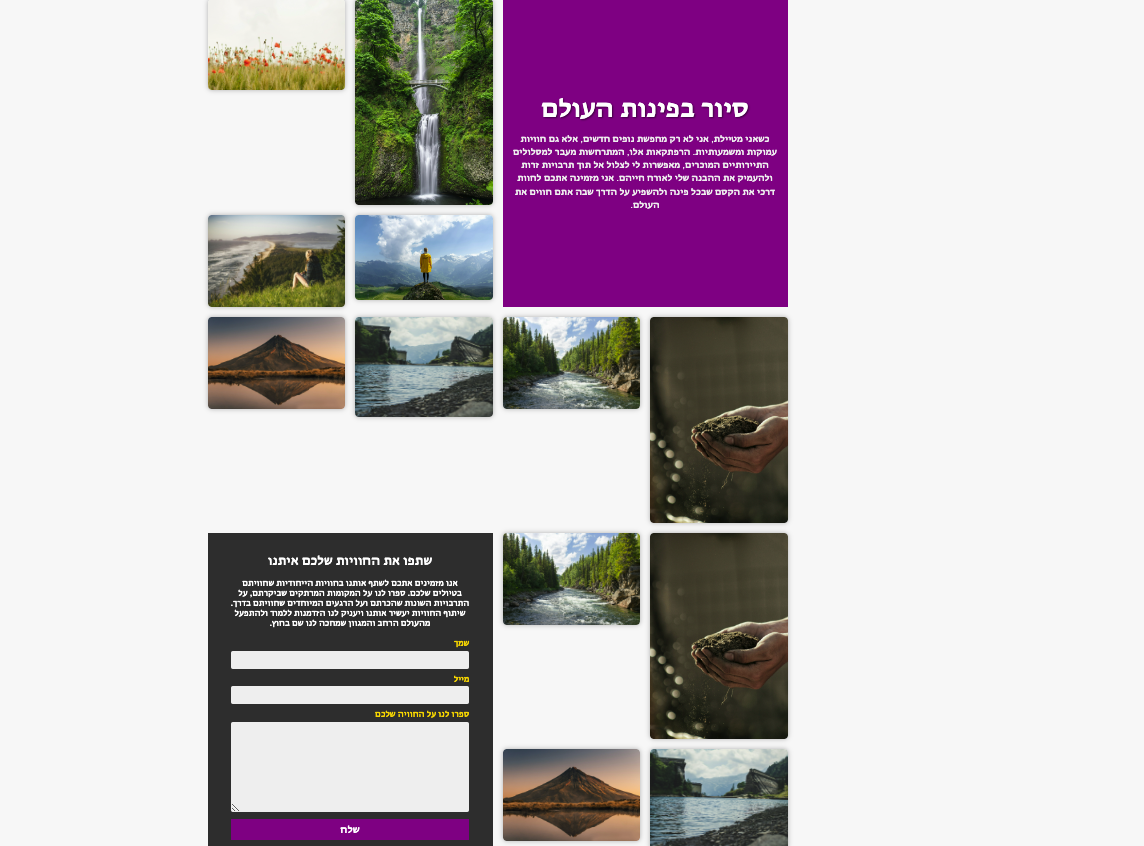 סיור בפינות העולם
כשאני מטיילת, אני לא רק מחפשת נופים חדשים, אלא גם חוויות
עמוקות ומשמעותיות. הרפתקאות אלו, המתרחשות מעבר למסלולים
התיירותיים המוכרים, מאפשרות לי לצלול אל תוך תרבויות זרות
ולהעמיק את ההבנה שלי לאורח חייהם. אני מזמינה אתכם לחוות
דרכי את הקסם שבכל פינה ולהשפיע על הדרך שבה אתם חווים את
העולם.
שתפו את החוויות שלכם איתנו
אנו מזמינים אתכם לשתף אותנו בחוויות הייחודיות שחוויתם
בטיולים שלכם. ספרו לנו על המקומות המרתקים שביקרתם, על
התרבויות השונות שהכרתם ועל הרגעים המיוחדים שחוויתם בדרך.
שיתוף החוויות יעשיר אותנו ויעניק לנו הזדמנות ללמוד ולהתפעל
מהעולם הרחב והמגוון שמחכה לנו שם בחוץ.
שמך
מייל
ספרו לנו על החוויה שלכם
שלח